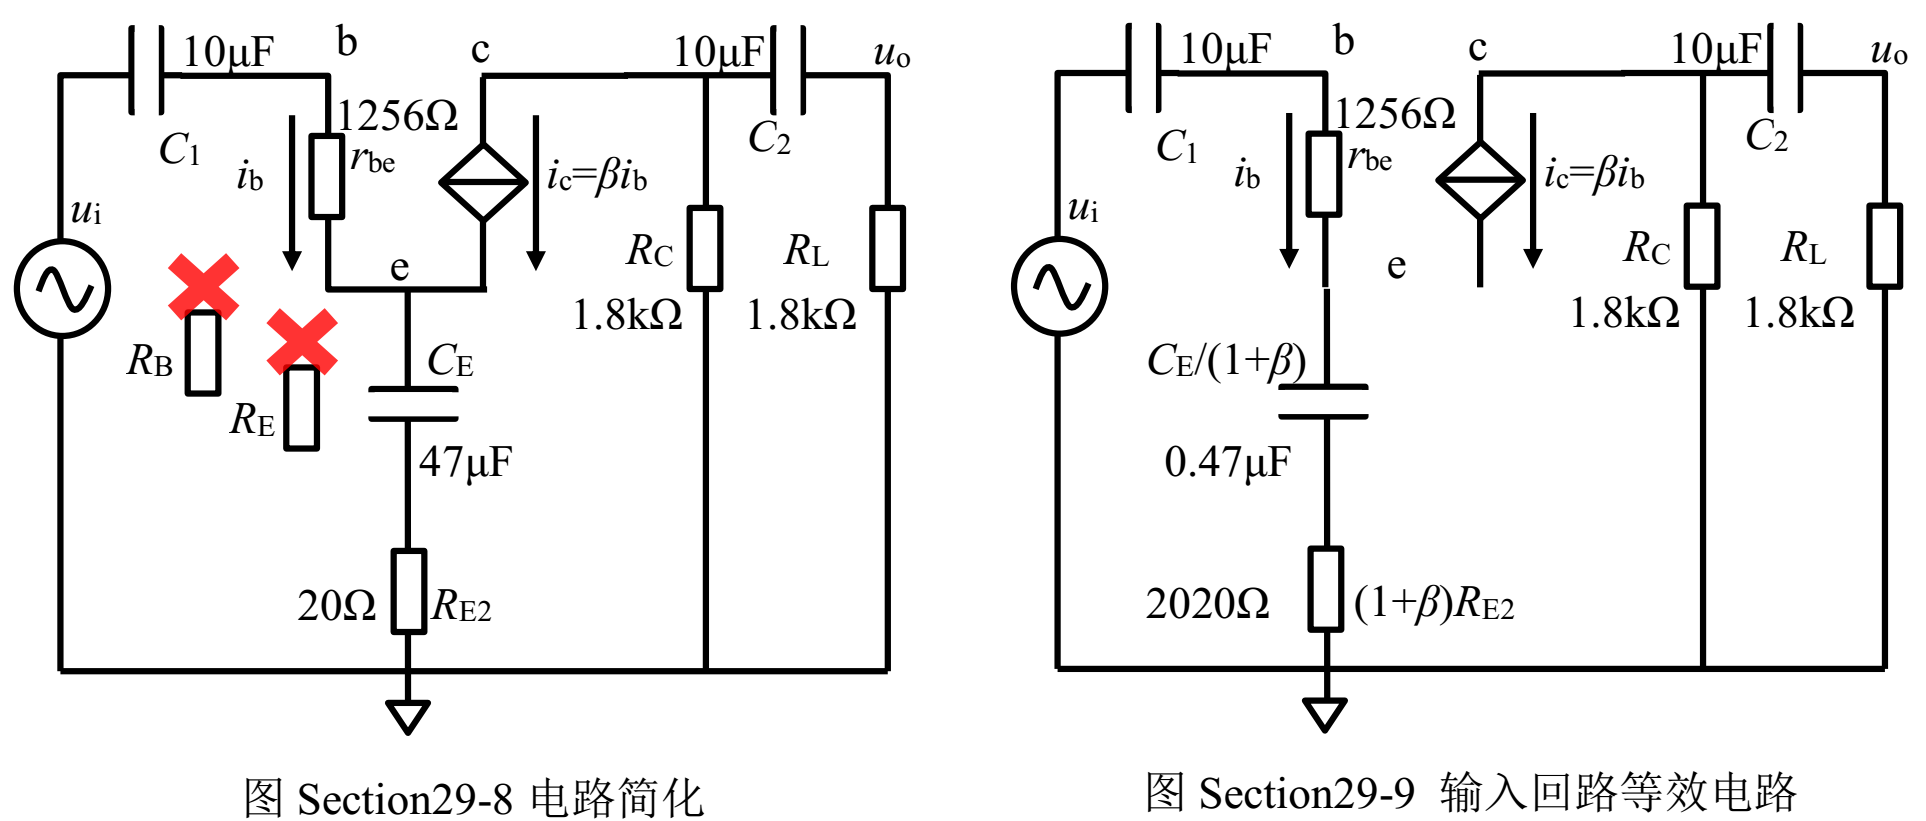 10μF
b
c
10μF
uo
C1
1256Ω
rbe
ib
ic=βib
C2
ui
RB
RE
e
RC
1.8kΩ
RL
1.8kΩ
CE
47μF
20Ω
RE2
图 Section29-8 电路简化
10μF
b
c
10μF
uo
C1
1256Ω
rbe
ib
ic=βib
C2
ui
e
RC
1.8kΩ
RL
1.8kΩ
CE/(1+β)
0.47μF
2020Ω
(1+β)RE2
图 Section29-9 输入回路等效电路